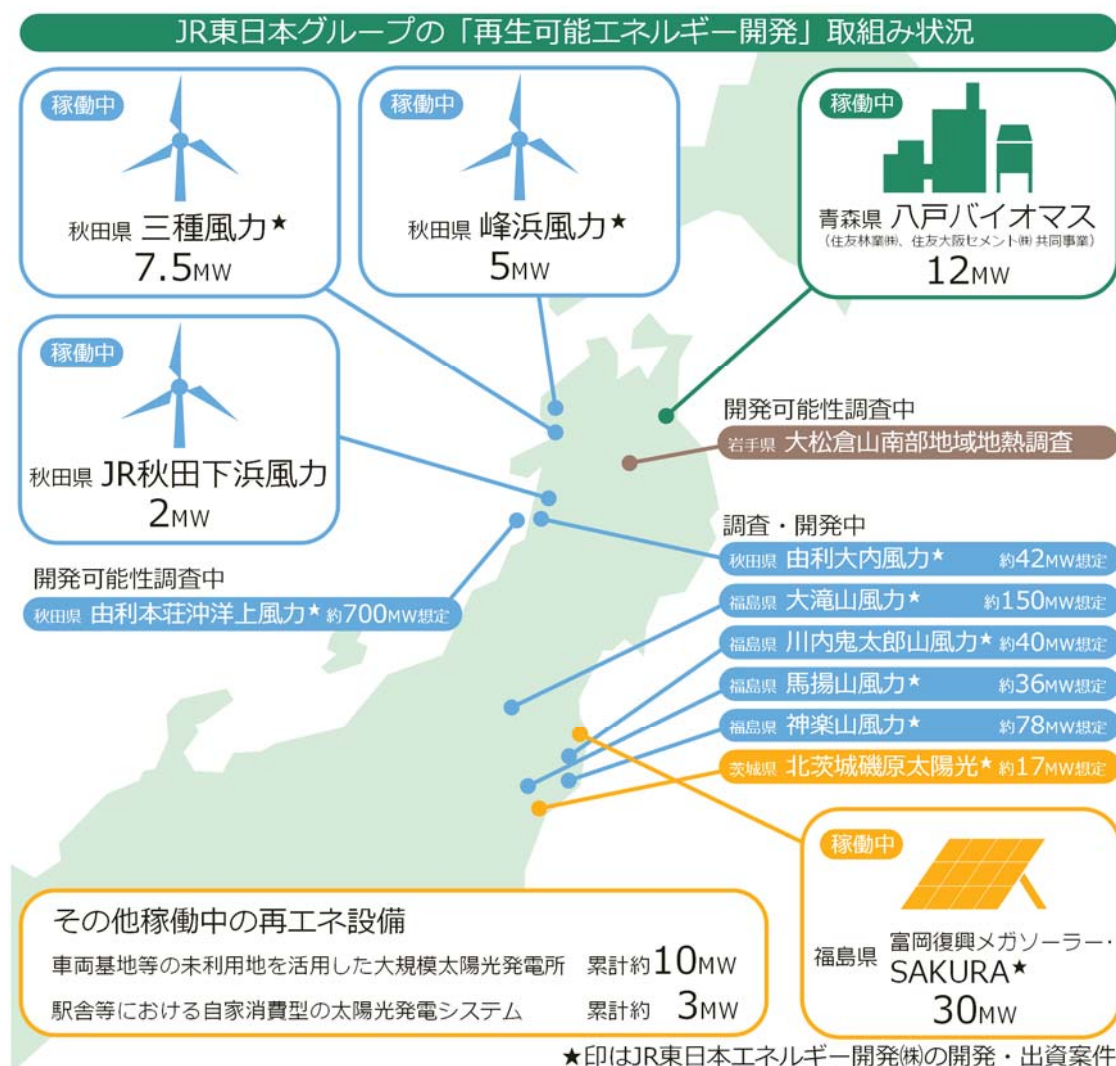 JR東日本グループの「再生可能エネルギー開発」取組み状況
稼働中
秋田県 三種風力★
7.5MW
稼働中
秋田県 峰浜風力★
5MW
稼働中
青森県 八戸バイオマス
(住友林業㈱、住友大阪セメント㈱ 共同事業)
12MW
稼働中
秋田県 JR秋田下浜風力
2MW
開発可能性調査中
岩手県 大松倉山南部地域地熱調査
開発可能性調査中
秋田県 由利本荘沖洋上風力★ 約700MW想定
調査・開発中
秋田県 由利大内風力★ 約42MW想定
福島県 大滝山風力★ 約150MW想定
福島県 川内鬼太郎山風力★ 約40MW想定
福島県 馬揚山風力★ 約36MW想定
福島県 神楽山風力★ 約78MW想定
茨城県 北茨城磯原太陽光★ 約17MW想定
稼働中
福島県 富岡復興メガソーラー・
SAKURA★
30MW
その他稼働中の再エネ設備
車両基地等の未利用地を活用した大規模太陽光発電所 累計約10MW
駅舎等における自家消費型の太陽光発電システム 累計約 3MW
★印はJR東日本エネルギー開発㈱の開発・出資案件